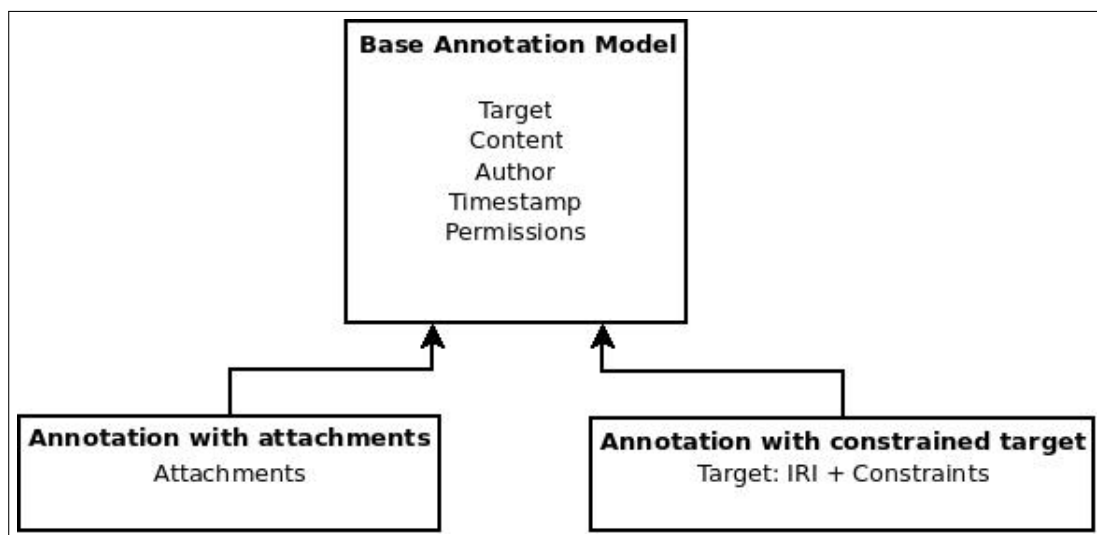 Base Annotation Model
Target
Content
Author
Timestamp
Permissions
Annotation with attachments
Attachments
Annotation with constrained target
Target: IRI + Constraints